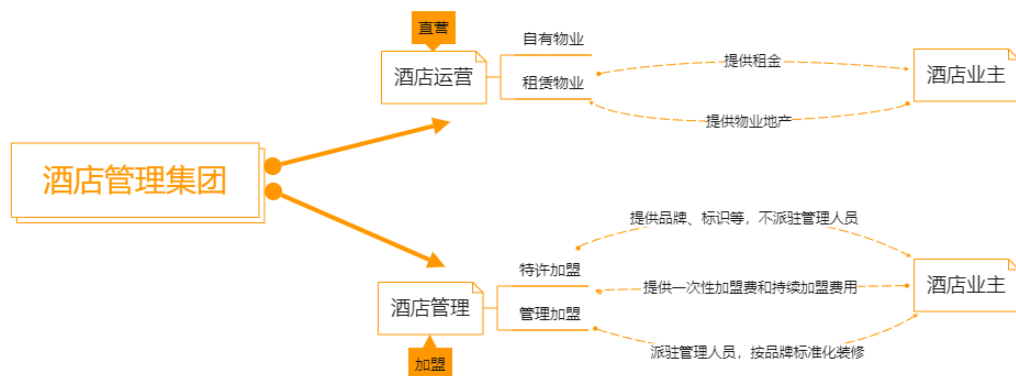 直营
酒店运营
自有物业
租赁物业
提供租金
提供物业地产
酒店业主
酒店管理集团
酒店管理
加盟
特许加盟
管理加盟
提供品牌、标识等，不派驻管理人员
提供一次性加盟费和持续加盟费用
派驻管理人员，按品牌标准化装修
酒店业主